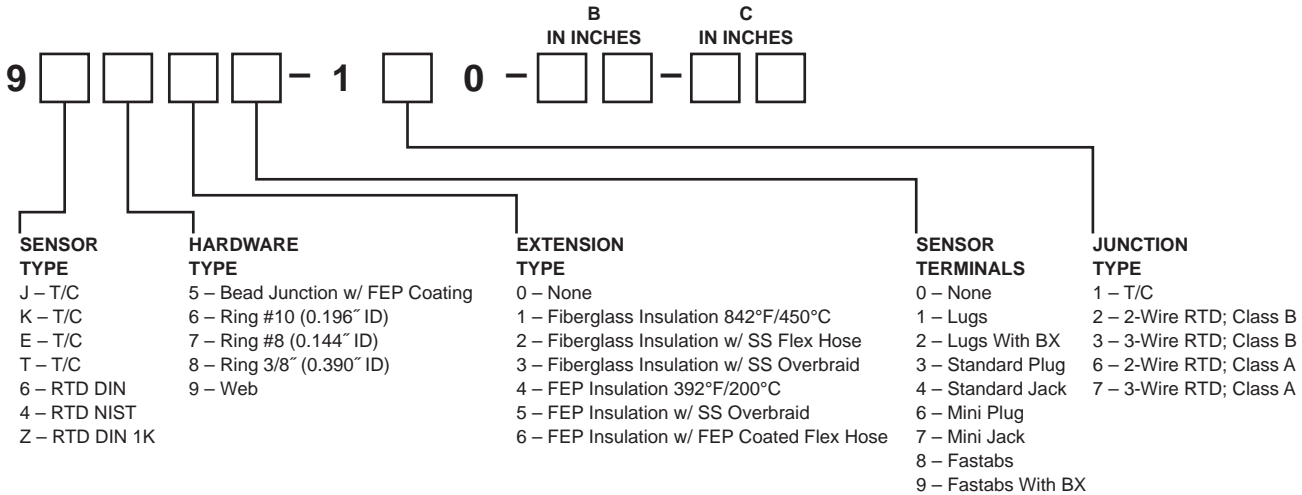 B
IN INCHES
C
IN INCHES
9 – 1 0 – –
SENSOR
TYPE
J – T/C
K – T/C
E – T/C
T – T/C
6 – RTD DIN
4 – RTD NIST
Z – RTD DIN 1K
HARDWARE
TYPE
5 – Bead Junction w/ FEP Coating
6 – Ring #10 (0.196˝ ID)
7 – Ring #8 (0.144˝ ID)
8 – Ring 3/8˝ (0.390˝ ID)
9 – Web
EXTENSION
TYPE
0 – None
1 – Fiberglass Insulation 842°F/450°C
2 – Fiberglass Insulation w/ SS Flex Hose
3 – Fiberglass Insulation w/ SS Overbraid
4 – FEP Insulation 392°F/200°C
5 – FEP Insulation w/ SS Overbraid
6 – FEP Insulation w/ FEP Coated Flex Hose
SENSOR
TERMINALS
0 – None
1 – Lugs
2 – Lugs With BX
3 – Standard Plug
4 – Standard Jack
6 – Mini Plug
7 – Mini Jack
8 – Fastabs
9 – Fastabs With BX
JUNCTION
TYPE
1 – T/C
2 – 2-Wire RTD; Class B
3 – 3-Wire RTD; Class B
6 – 2-Wire RTD; Class A
7 – 3-Wire RTD; Class A